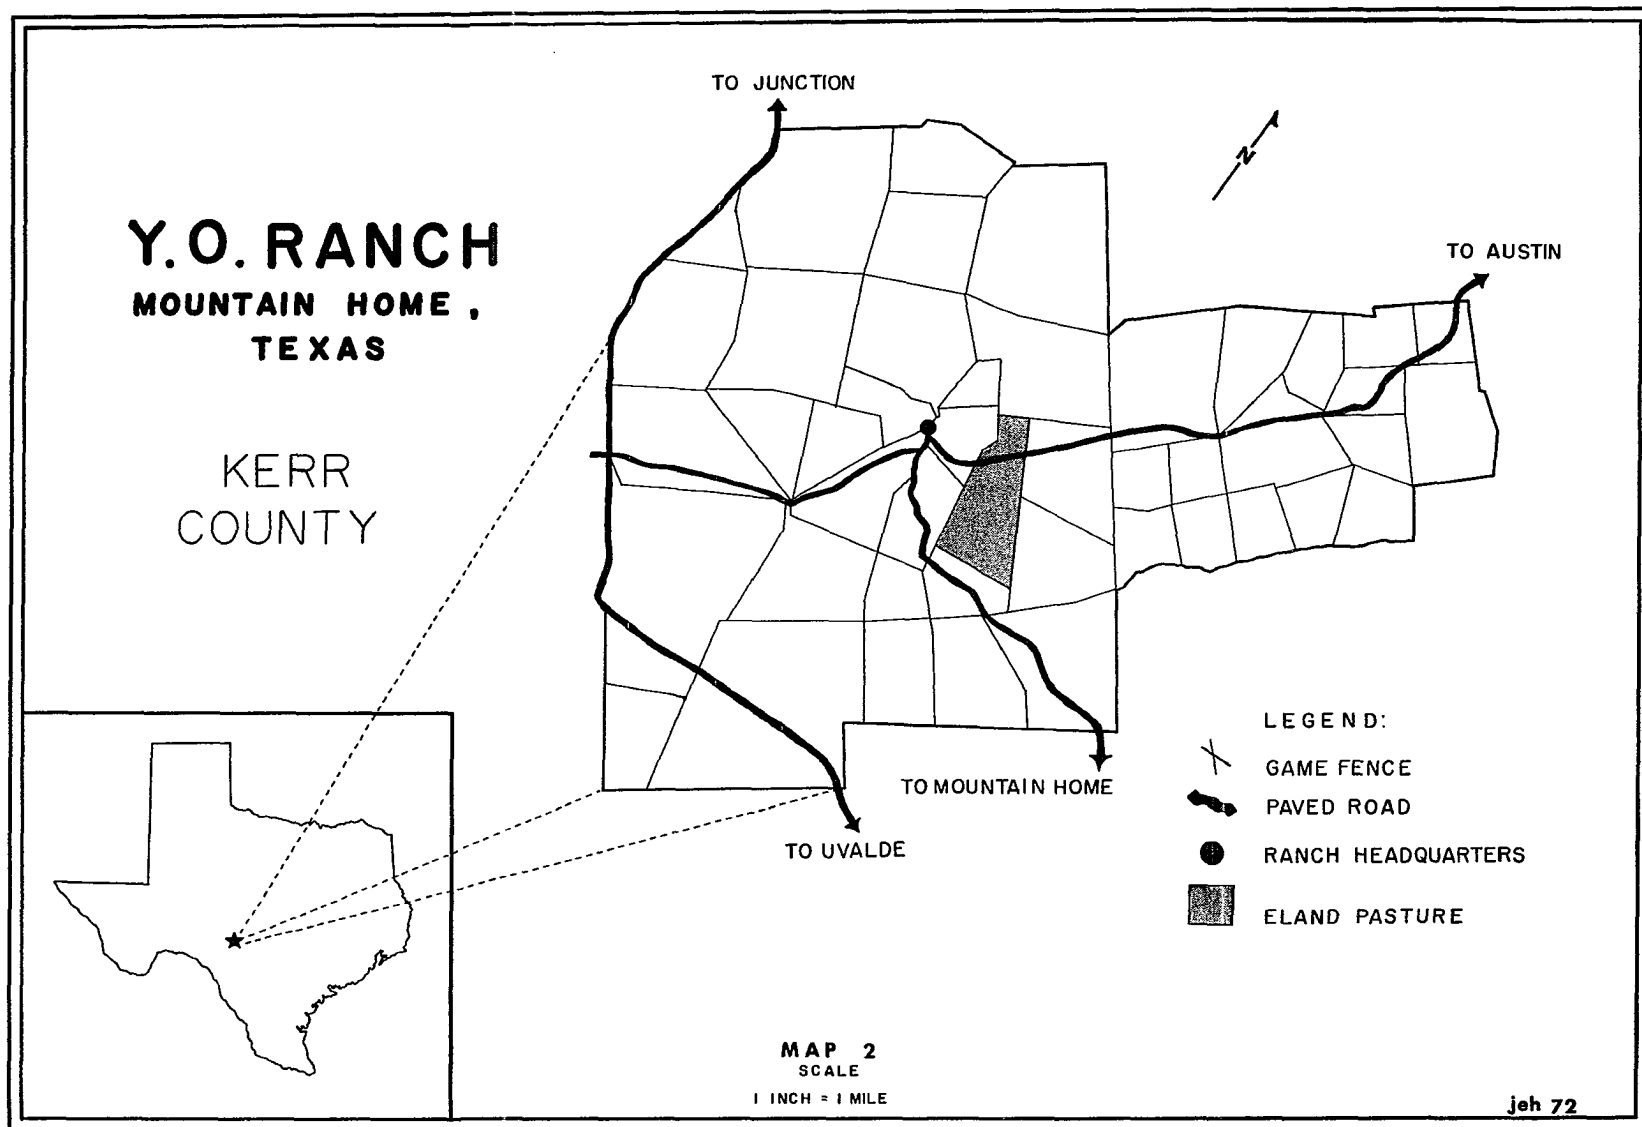 TO JUNCTION
N
Y.O. RANCH
MOUNTAIN HOME,
TEXAS
TO AUSTIN
KERR
COUNTY
LEGEND:
GAME FENCE
PAVED ROAD
RANCH HEADQUARTERS
ELAND PASTURE
TO MOUNTAIN HOME
TO UVALDE
MAP 2
SCALE
1 INCH = 1 MILE
jeh 72